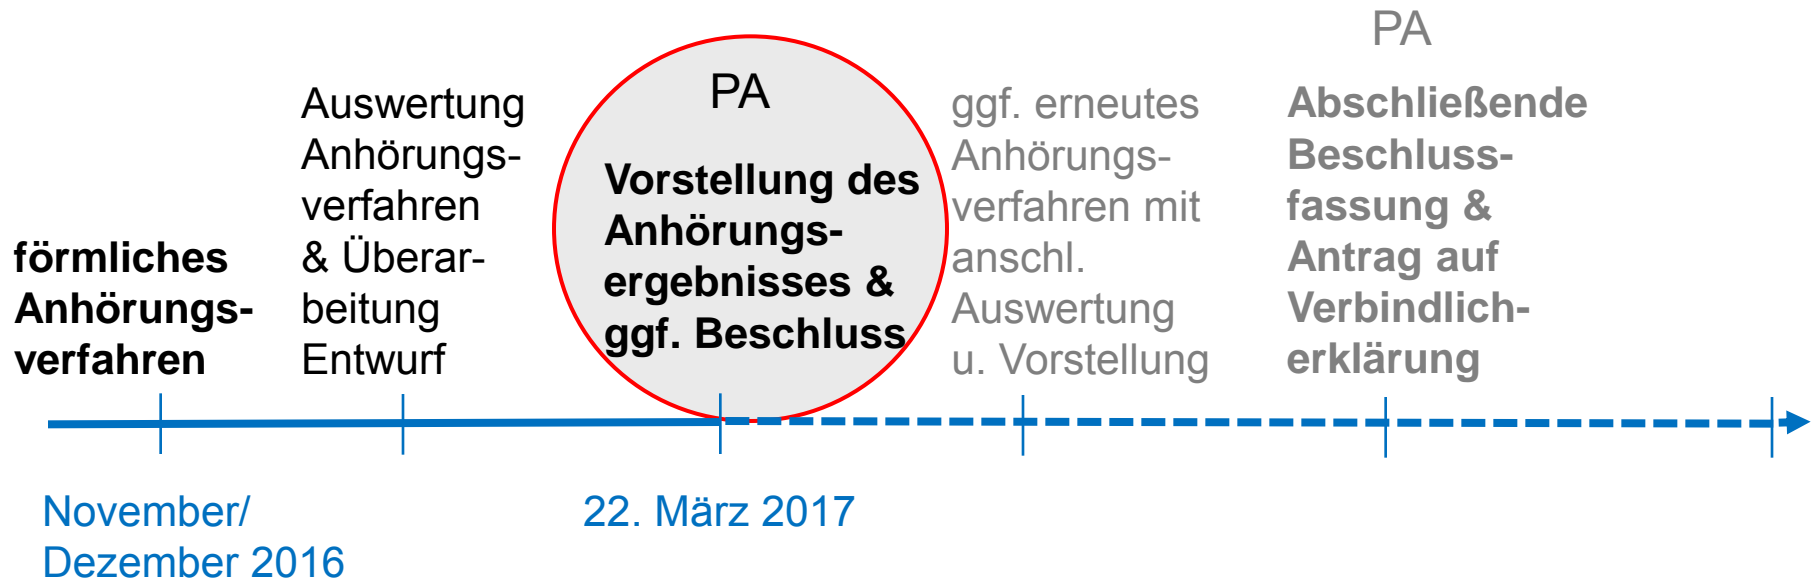 förmliches
Anhörungs-
verfahren
Auswertung
Anhörungs-
verfahren
& Überar-
beitung
Entwurf
PA
Vorstellung des
Anhörungs-
ergebnisses &
ggf. Beschluss
ggf. erneutes
Anhörungs-
verfahren mit
anschl.
Auswertung
u. Vorstellung
PA
Abschließende
Beschluss-
fassung &
Antrag auf
Verbindlich-
erklärung
November/
Dezember 2016
22. März 2017